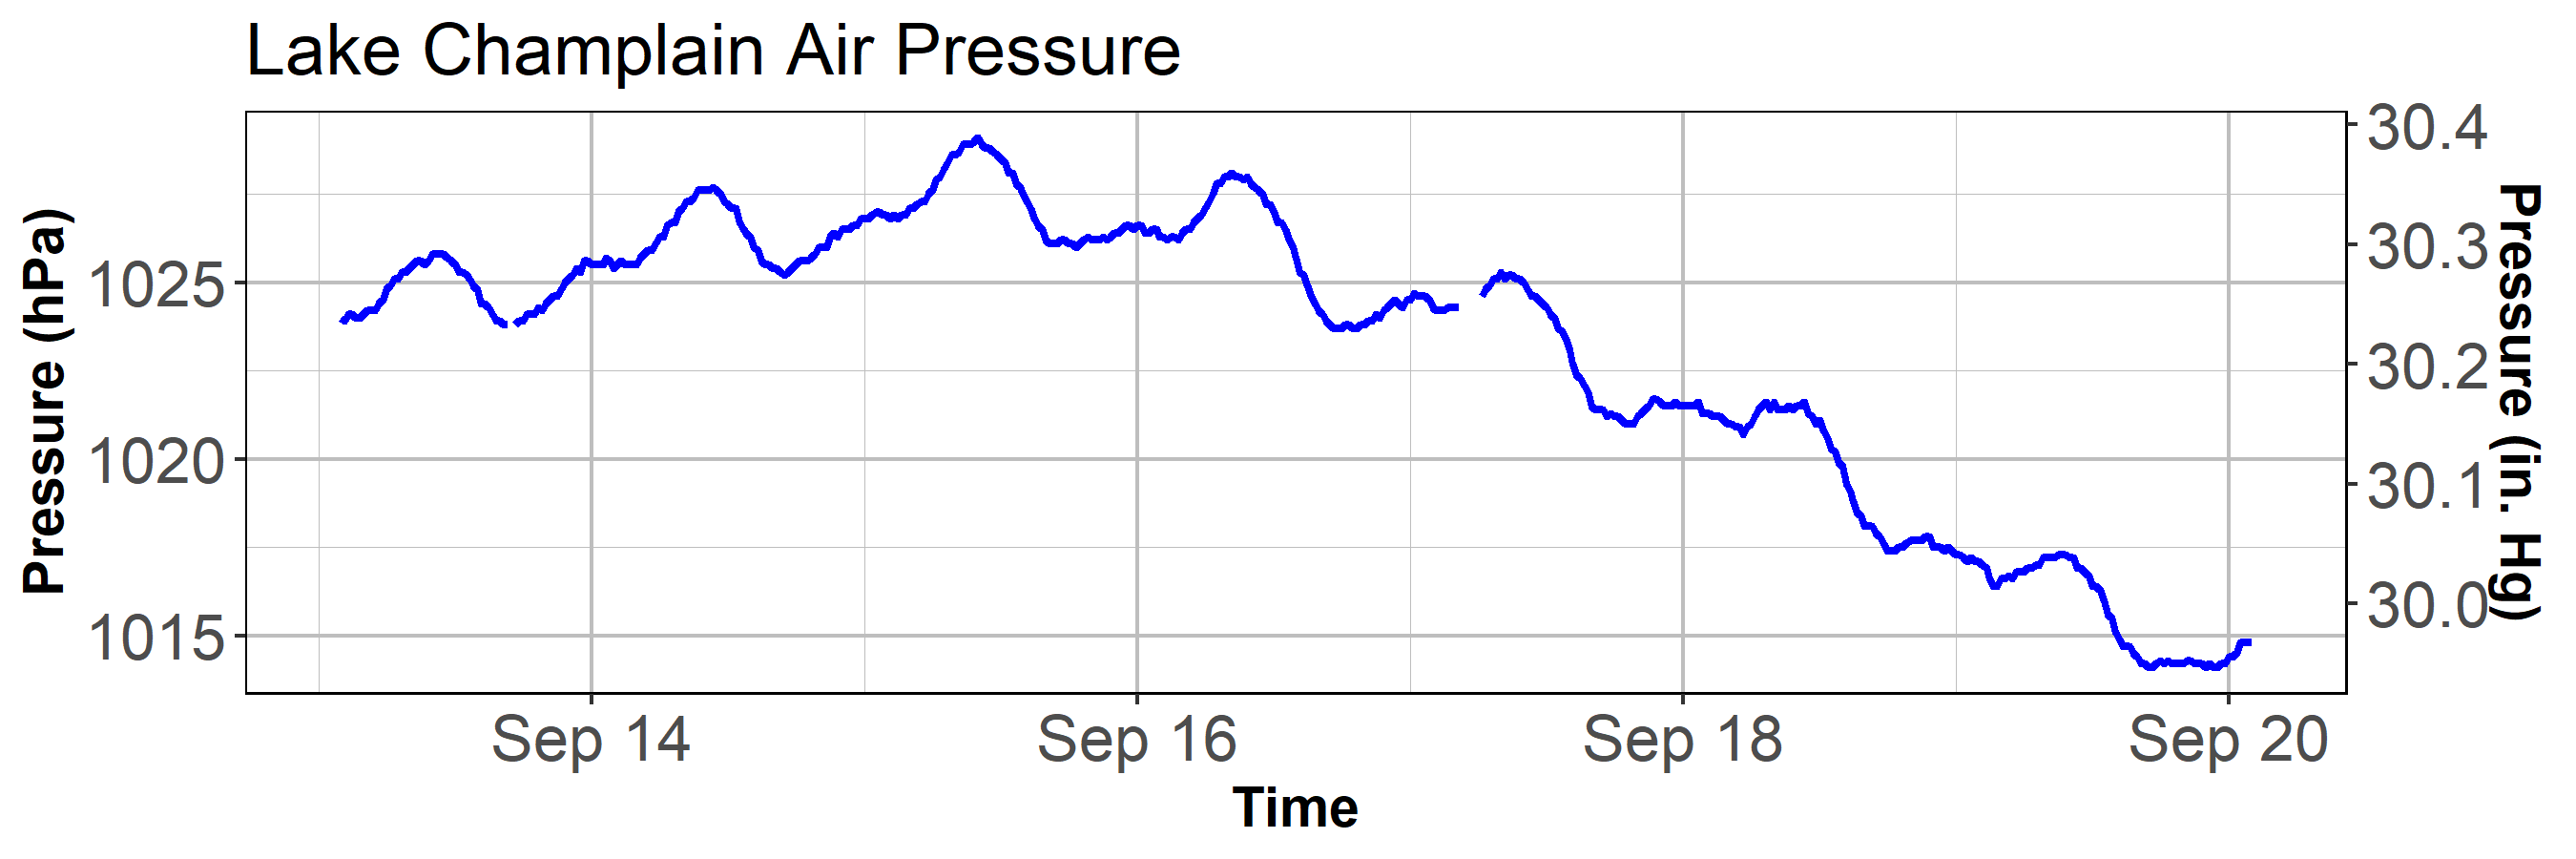 Lake Champlain Air Pressure
Pressure (hPa)
1025
1020
1015
30.4
30.3
30.2
30.1
30.0
Pressure (in. Hg)
Sep 14
Sep 16
Sep 18
Sep 20
Time